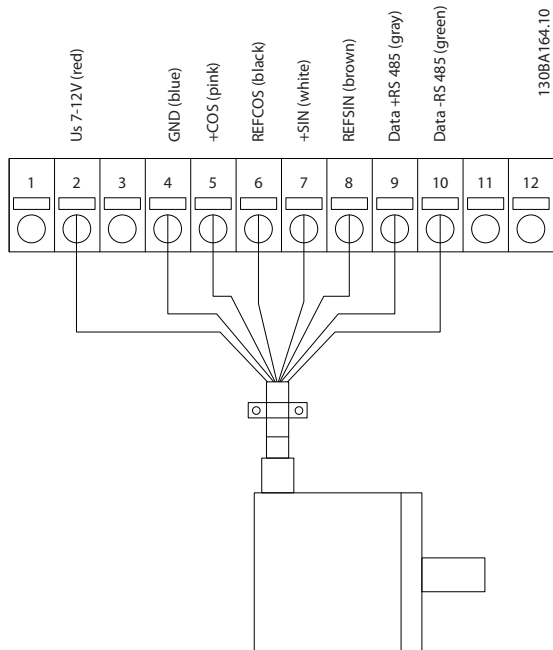 Us 7-12V (red)
GND (blue)
+COS (pink)
REFCOS (black)
+SIN (white)
REFSIN (brown)
Data +RS 485 (gray)
Data -RS 485 (green)
130BA164.10
1 2 3 4 5 6 7 8 9 10 11 12